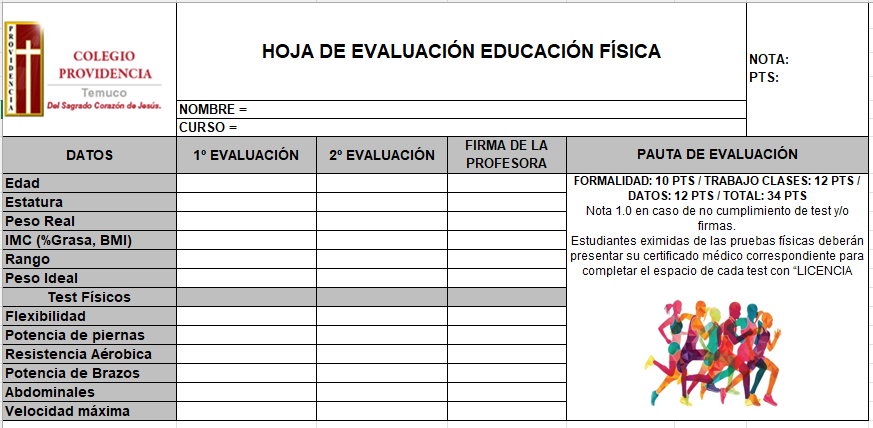 PROVIDENCIA
COLEGIO
PROVIDENCIA
Temuco
Del Sagrado Corazón de Jesús.
HOJA DE EVALUACIÓN EDUCACIÓN FÍSICA
NOTA:
PTS:
NOMBRE =
CURSO =
DATOS
1º EVALUACIÓN
2º EVALUACIÓN
FIRMA DE LA
PROFESORA
PAUTA DE EVALUACIÓN
Edad
Estatura
Peso Real
IMC (%Grasa, BMI)
Rango
Peso Ideal
Test Físicos
Flexibilidad
Potencia de piernas
Resistencia Aérobica
Potencia de Brazos
Abdominales
Velocidad máxima
FORMALIDAD: 10 PTS / TRABAJO CLASES: 12 PTS /
DATOS: 12 PTS / TOTAL: 34 PTS
Nota 1.0 en caso de no cumplimiento de test y/o
firmas.
Estudiantes eximidas de las pruebas físicas deberán
presentar su certificado médico correspondiente para
completar el espacio de cada test con “LICENCIA